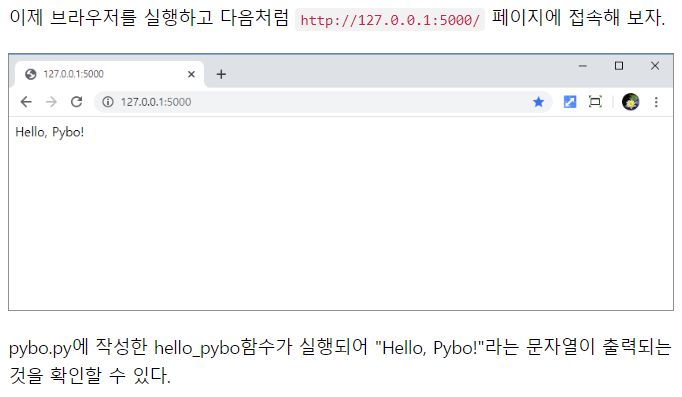 이제 브라우저를 실행하고 다음처럼 http://127.0.0.1:5000/ 페이지에 접속해 보자.
127.0.0.1:5000
127.0.0.1:5000
Hello, Pybo!
pybo.py에 작성한 hello_pybo함수가 실행되어 "Hello, Pybo!"라는 문자열이 출력되는
것을 확인할 수 있다.